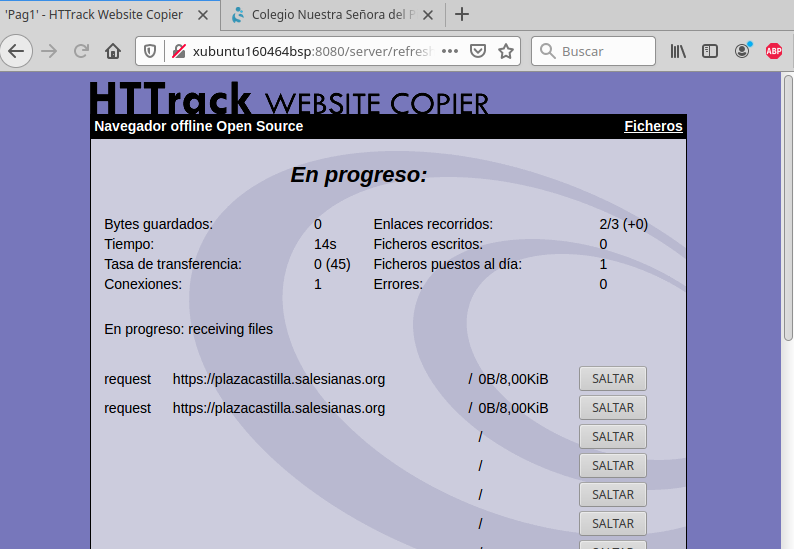 'Pag1' - HTTrack Website Copier
Colegio Nuestra Señora del P
xubuntu160464bsp:8080/server/refres
Buscar
ABP
HTTrack WEBSITE COPIER
Navegador offline Open Source Ficheros
En progreso:
Bytes guardados: 0 Enlaces recorridos: 2/3 (+0)
Tiempo: 14s Ficheros escritos: 0
Tasa de transferencia: 0 (45) Ficheros puestos al día: 1
Conexiones: 1 Errores: 0
En progreso: receiving files
request https://plazacastilla.salesianas.org / 0B/8,00KiB SALTAR
request https://plazacastilla.salesianas.org / 0B/8,00KiB SALTAR
/ SALTAR
/ SALTAR
/ SALTAR
/ SALTAR